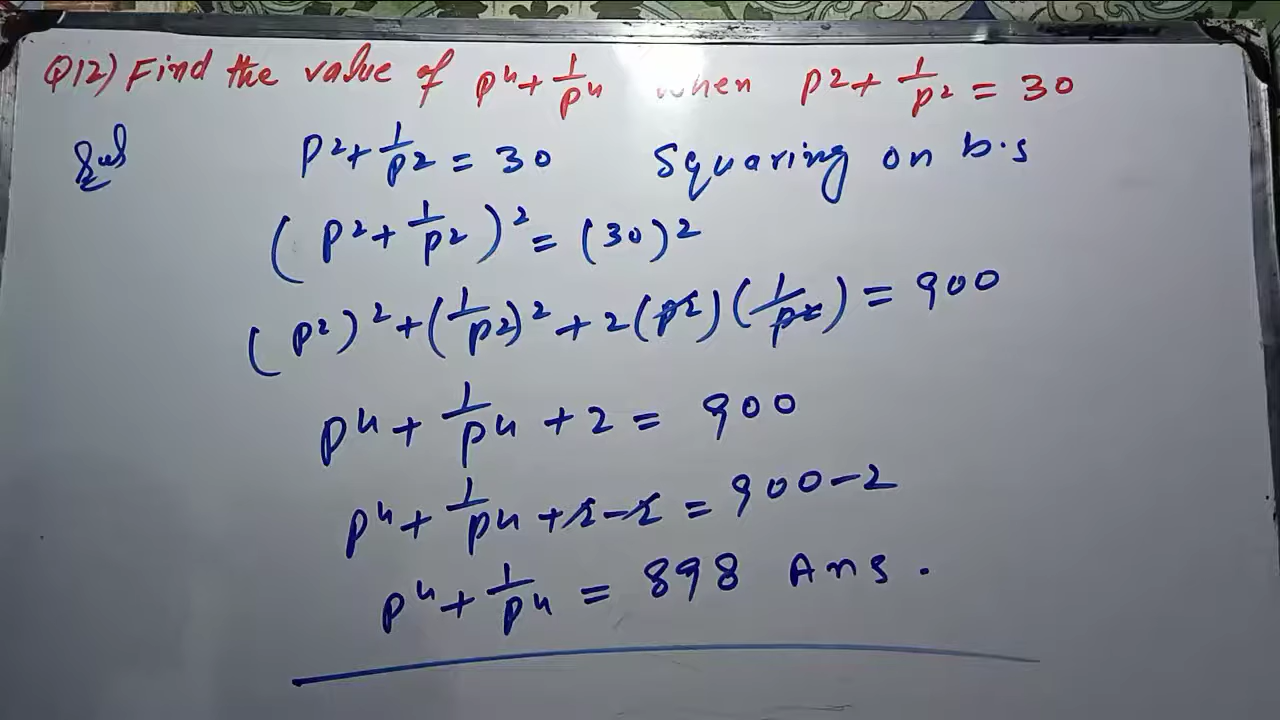 Q12) Find the value of p⁴ + 1/p⁴ when p² + 1/p² = 30
Sol p² + 1/p² = 30 Squaring on b.s
(p² + 1/p²)² = (30)²
(p²)² + (1/p²)² + 2(p²)(1/p²) = 900
p⁴ + 1/p⁴ + 2 = 900
p⁴ + 1/p⁴ + 2 - 2 = 900 - 2
p⁴ + 1/p⁴ = 898 Ans.